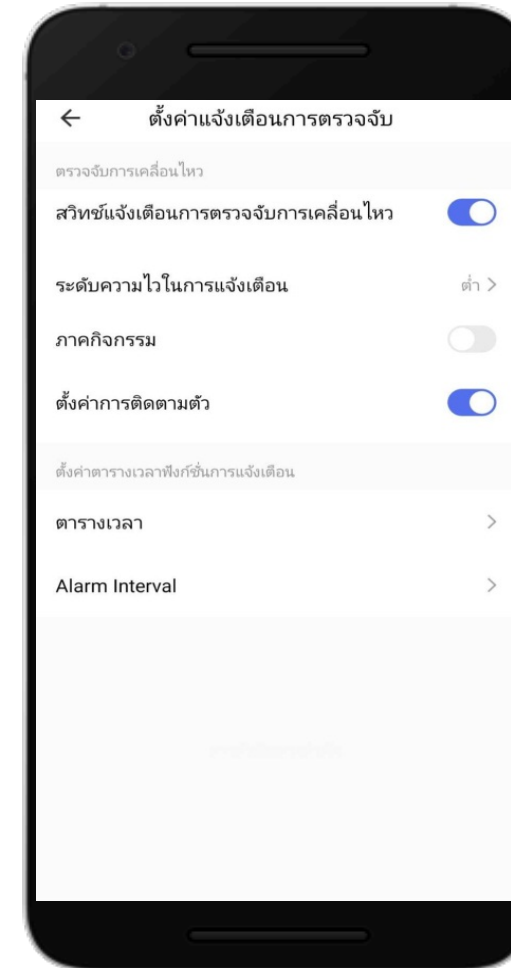 ตั้งค่าแจ้งเตือนการตรวจจับ
ตรวจจับการเคลื่อนไหว
สวิทช์แจ้งเตือนการตรวจจับการเคลื่อนไหว
ระดับความไวในการแจ้งเตือน ต่ำ
ภาคกิจกรรม
ตั้งค่าการติดตามตัว
ตั้งค่าตารางเวลาฟังก์ชั่นการแจ้งเตือน
ตารางเวลา
Alarm Interval